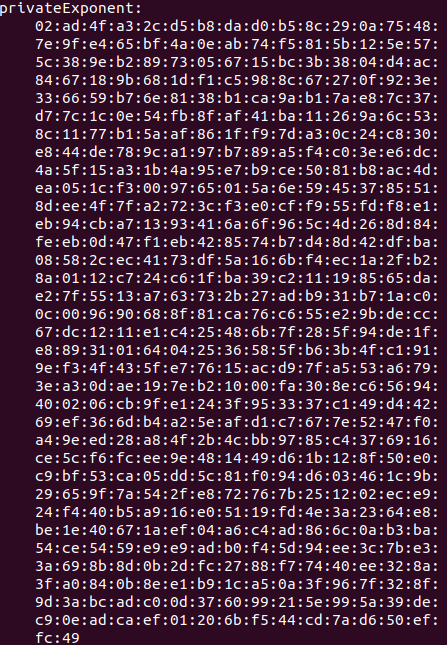 privateExponent:
02:ad:4f:a3:2c:d5:b8:da:d0:b5:8c:29:0a:75:48:
7e:9f:e4:65:bf:4a:0e:ab:74:f5:81:5b:12:5e:57:
5c:38:9e:b2:89:73:05:67:15:bc:3b:38:04:d4:ac:
84:67:18:9b:68:1d:f1:c5:98:8c:67:27:0f:92:3e:
33:66:59:b7:6e:81:38:b1:ca:9a:b1:7a:e8:7c:37:
d7:7c:1c:0e:54:fb:8f:af:41:ba:11:26:9a:6c:53:
8c:11:77:b1:5a:af:86:1f:f9:7d:a3:0c:24:c8:30:
e8:44:de:78:9c:a1:97:b7:89:a5:f4:c0:3e:e6:dc:
4a:5f:15:a3:1b:4a:95:e7:b9:ce:50:81:b8:ac:4d:
ea:05:1c:f3:00:97:65:01:5a:6e:59:45:37:85:51:
8d:ee:4f:7f:a2:72:3c:f3:e0:cf:f9:55:fd:f8:e1:
eb:94:cb:a7:13:93:41:6a:6f:96:5c:4d:26:8d:84:
fe:eb:0d:47:f1:eb:42:85:74:b7:d4:8d:42:df:ba:
08:58:2c:ec:41:73:df:5a:16:6b:f4:ec:1a:2f:b2:
8a:01:12:c7:24:c6:1f:ba:39:c2:11:19:85:65:da:
e2:7f:55:13:a7:63:73:2b:27:ad:b9:31:b7:1a:c0:
0c:00:96:90:68:8f:81:ca:76:c6:55:e2:9b:de:cc:
67:dc:12:11:e1:c4:25:48:6b:7f:28:5f:94:de:1f:
e8:89:31:01:64:04:25:36:58:5f:b6:3b:4f:c1:91:
9e:f3:4f:43:5f:e7:76:15:ac:d9:7f:a5:53:a6:79:
3e:a3:0d:ae:19:7e:b2:10:00:fa:30:8e:c6:56:94:
40:02:06:cb:9f:e1:24:3f:95:33:37:c1:49:d4:42:
69:ef:36:6d:b4:a2:5e:af:d1:c7:67:7e:52:47:f0:
a4:9e:ed:28:a8:4f:2b:4c:bb:97:85:c4:37:69:16:
ce:5c:f6:fc:ee:9e:48:14:49:d6:1b:12:8f:50:e0:
c9:bf:53:ca:05:dd:5c:81:f0:94:d6:03:46:1c:9b:
29:65:9f:7a:54:2f:e8:72:76:7b:25:12:02:ec:e9:
24:f4:40:b5:a9:16:e0:51:19:fd:4e:3a:23:64:e8:
be:1e:40:67:1a:ef:04:a6:c4:ad:86:6c:0a:b3:ba:
54:ce:54:59:e9:e9:ad:b0:f4:5d:94:ee:3c:7b:e3:
3a:69:8b:8d:0b:2d:fc:27:88:f7:74:40:ee:32:8a:
3f:a0:84:0b:8e:e1:b9:1c:a5:0a:3f:96:7f:32:8f:
9d:3a:bc:ad:c0:0d:37:60:99:21:5e:99:5a:39:de:
c9:0e:ad:ca:ef:01:20:6b:f5:44:cd:7a:d6:50:ef:
fc:49